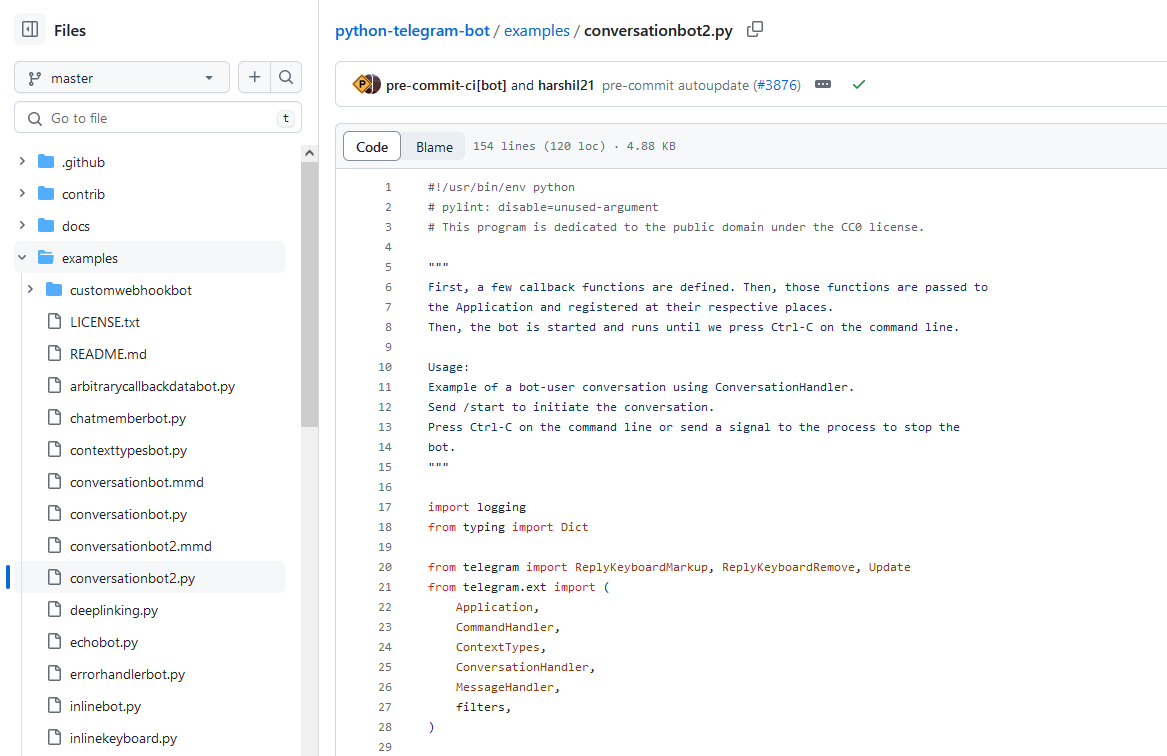 Files
master
Go to file
t
.github
contrib
docs
examples
customwebhookbot
LICENSE.txt
README.md
arbitrarycallbackdatabot.py
chatmemberbot.py
contexttypesbot.py
conversationbot.mmd
conversationbot.py
conversationbot2.mmd
conversationbot2.py
deeplinking.py
echobot.py
errorhandlerbot.py
inlinebot.py
inlinekeyboard.py
python-telegram-bot / examples / conversationbot2.py
P
pre-commit-ci[bot] and harshil21 pre-commit autoupdate (#3876)
Code Blame 154 lines (120 loc) · 4.88 KB
1 #!/usr/bin/env python
2 # pylint: disable=unused-argument
3 # This program is dedicated to the public domain under the CC0 license.
4
5 """
6 First, a few callback functions are defined. Then, those functions are passed to
7 the Application and registered at their respective places.
8 Then, the bot is started and runs until we press Ctrl-C on the command line.
9
10 Usage:
11 Example of a bot-user conversation using ConversationHandler.
12 Send /start to initiate the conversation.
13 Press Ctrl-C on the command line or send a signal to the process to stop the
14 bot.
15 """
16
17 import logging
18 from typing import Dict
19
20 from telegram import ReplyKeyboardMarkup, ReplyKeyboardRemove, Update
21 from telegram.ext import (
22     Application,
23     CommandHandler,
24     ContextTypes,
25     ConversationHandler,
26     MessageHandler,
27     filters,
28 )
29